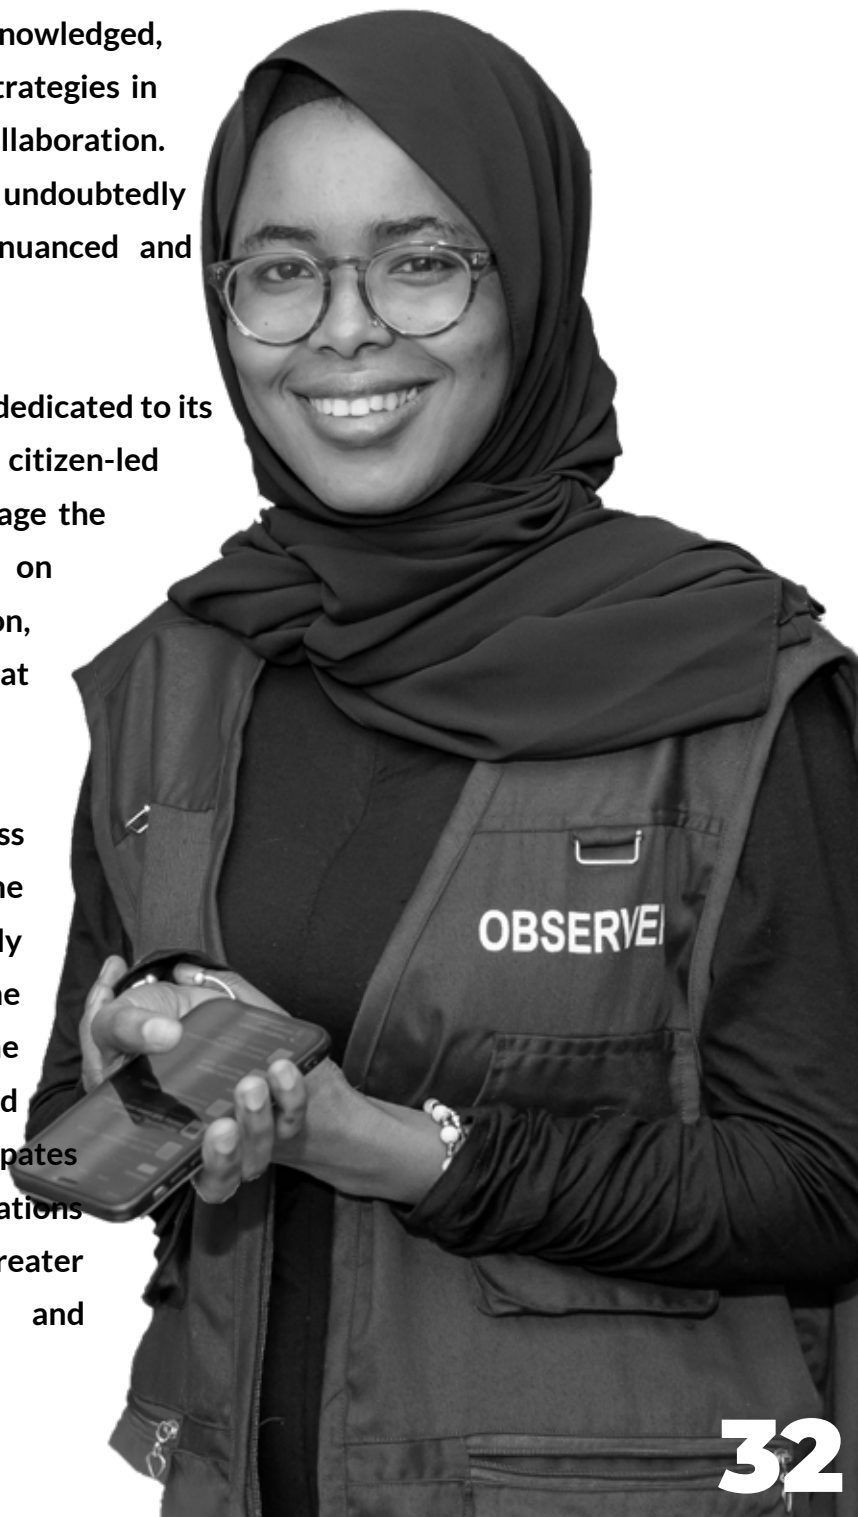 nowledged,
trategies in
llaboration.
undoubtedly
nuanced and
dedicated to its
citizen-led
age the
on
on,
at
ss
ne
ly
ne
ne
d
pates
ations
reater
and
OBSERVE
32